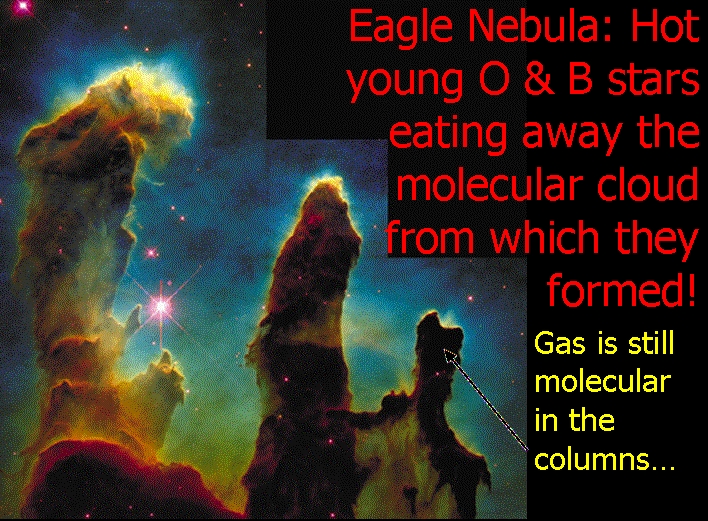 Eagle Nebula: Hot
young O & B stars
eating away the
molecular cloud
from which they
formed!
Gas is still
molecular
in the
columns...